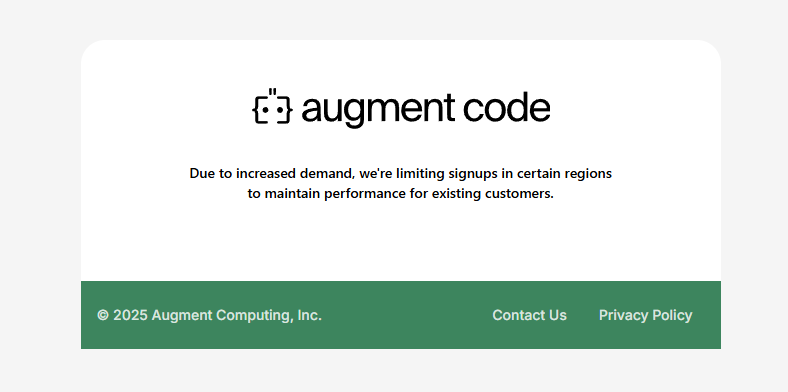 augment code
Due to increased demand, we're limiting signups in certain regions
to maintain performance for existing customers.
© 2025 Augment Computing, Inc. Contact Us Privacy Policy